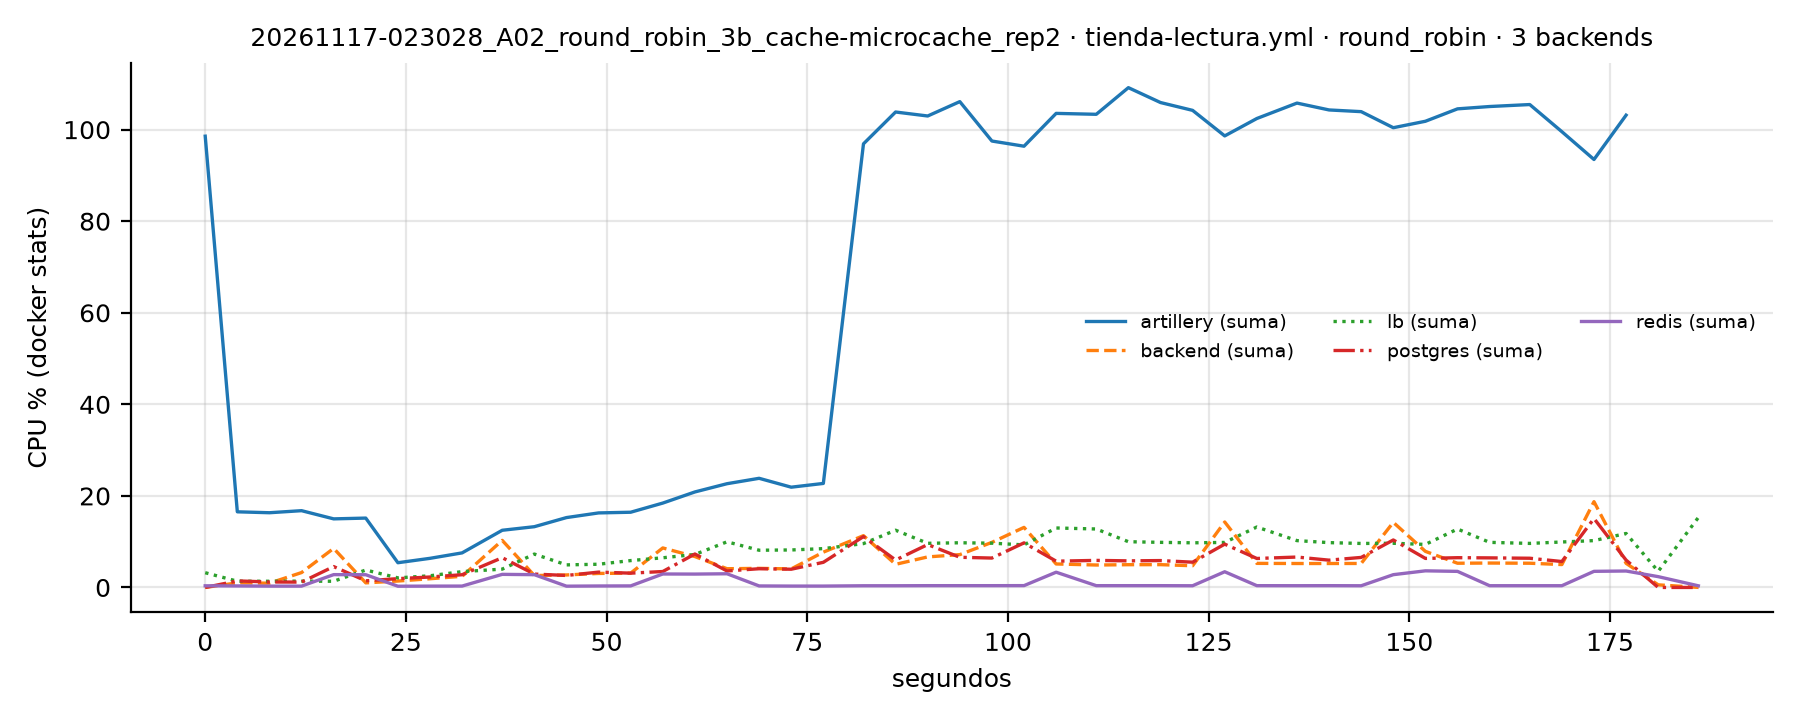 20261117-023028_A02_round_robin_3b_cache-microcache_rep2 · tienda-lectura.yml · round_robin · 3 backends
CPU % (docker stats)
100
80
60
40
20
0
artillery (suma)
backend (suma)
lb (suma)
postgres (suma)
redis (suma)
0 25 50 75 100 125 150 175
segundos